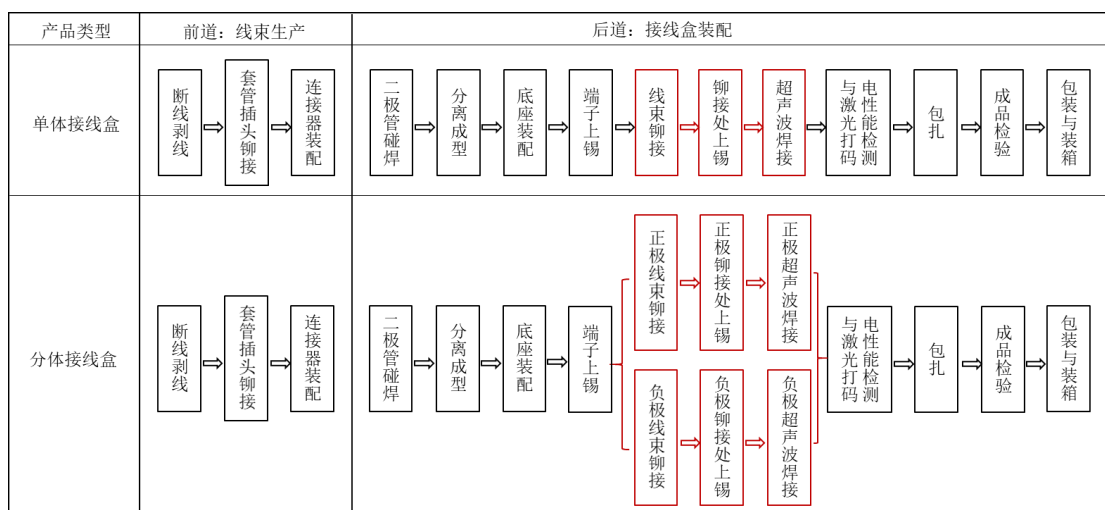 产品类型
前道：线束生产
后道：接线盒装配
单体接线盒
断线剥线
套管插头铆接
连接器装配
二极管碰焊
分离成型
底座装配
端子上锡
线束铆接
铆接处上锡
超声波焊接
电性能检测
与激光打码
包扎
成品检验
包装与装箱
分体接线盒
断线剥线
套管插头铆接
连接器装配
二极管碰焊
分离成型
底座装配
端子上锡
正极线束铆接
正极铆接处上锡
正极超声波焊接
负极线束铆接
负极铆接处上锡
负极超声波焊接
电性能检测
与激光打码
包扎
成品检验
包装与装箱